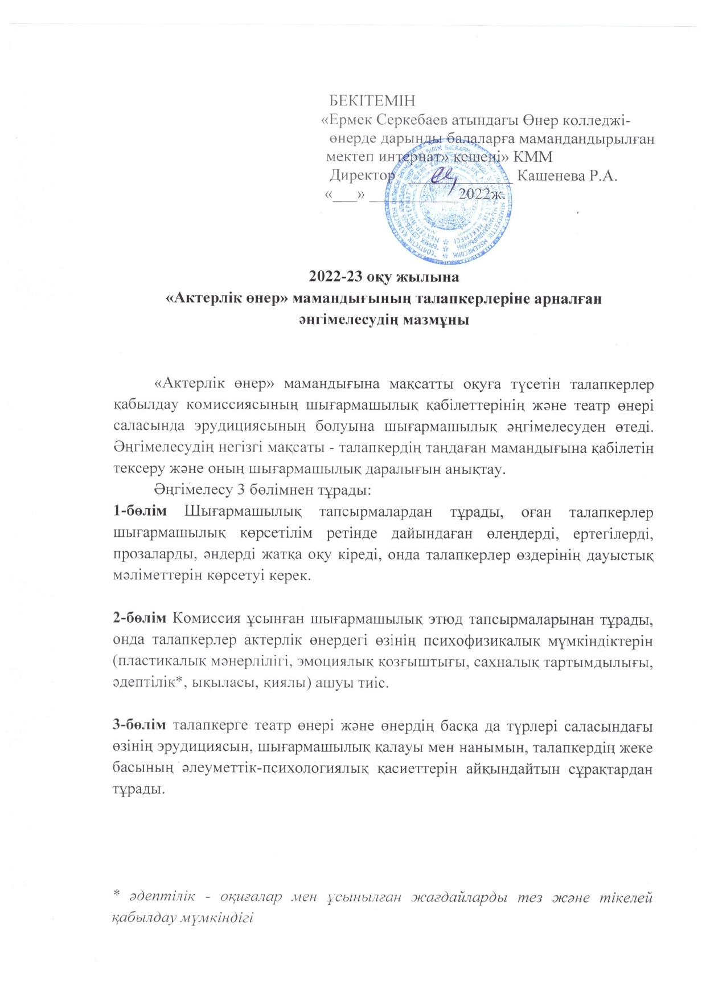 БЕКІТЕМІН
«Ермек Серкебаев атындағы Өнер колледжі-
өнерде дарынды балаларға мамандандырылған
мектеп интернат» кешені» КММ
Директор ______________ Кашенева Р.А.
«___» ___________2022ж.
2022-23 оқу жылына
«Актерлік өнер» мамандығының талапкерлеріне арналған
әңгімелесудің мазмұны
«Актерлік өнер» мамандығына мақсатты оқуға түсетін талапкерлер
қабылдау комиссиясының шығармашылық қабілеттерінің және театр өнері
саласында эрудициясының болуына шығармашылық әңгімелесуден өтеді.
Әңгімелесудің негізгі мақсаты - талапкердің таңдаған мамандығына қабілетін
тексеру және оның шығармашылық даралығын анықтау.
Әңгімелесу 3 бөлімнен тұрады:
1-бөлім Шығармашылық тапсырмалардан тұрады, оған талапкерлер
шығармашылық көрсетілім ретінде дайындаған өлеңдерді, ертегілерді,
прозаларды, әндерді жатқа оқу кіреді, онда талапкерлер өздерінің дауыстық
мәліметтерін көрсетуі керек.
2-бөлім Комиссия ұсынған шығармашылық этюд тапсырмаларынан тұрады,
онда талапкерлер актерлік өнердегі өзінің психофизикалық мүмкіндіктерін
(пластикалық мәнерлілігі, эмоциялық қозғыштығы, сахналық тартымдылығы,
әдептілік*, ықыласы, қиялы) ашуы тиіс.
3-бөлім талапкерге театр өнері және өнердің басқа да түрлері саласындағы
өзінің эрудициясын, шығармашылық қалауы мен нанымын, талапкердің жеке
басының әлеуметтік-психологиялық қасиеттерін айқындайтын сұрақтардан
тұрады.
* әдептілік - оқиғалар мен ұсынылған жағдайларды тез және тікелей
қабылдау мүмкіндігі